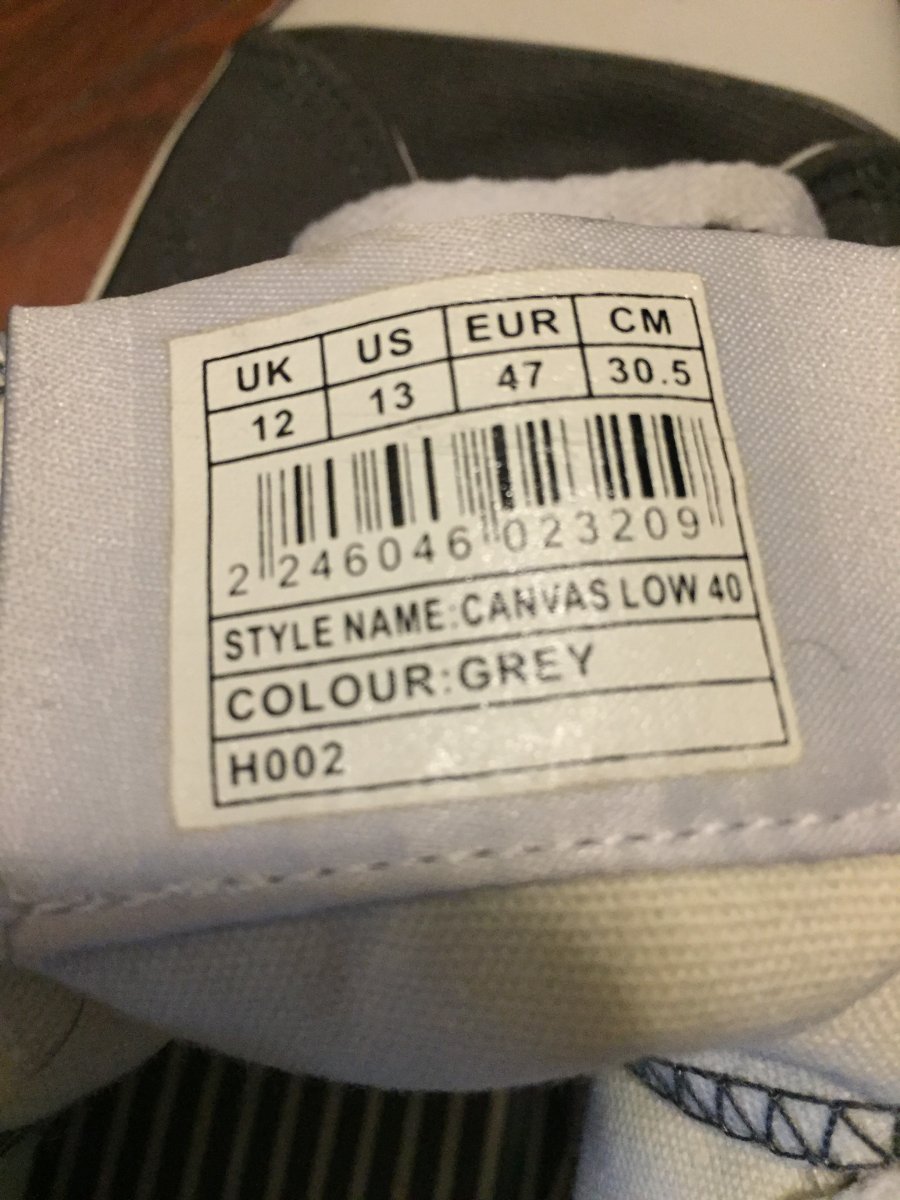 UK US EUR CM
12 13 47 30.5
2 246046 023209
STYLE NAME:CANVAS LOW 40
COLOUR:GREY
H002